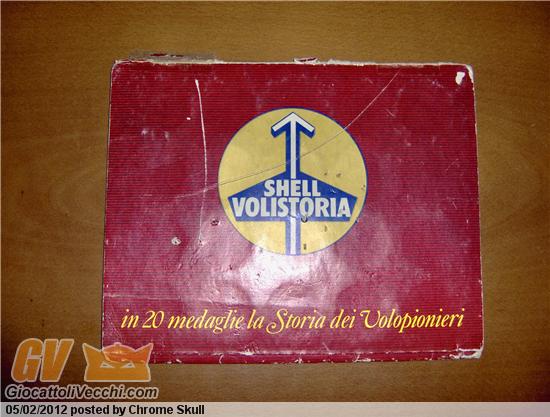 SHELL
VOLISTORIA
in 20 medaglie la Storia dei Volopionieri
GV
GiocattoliVecchi.com
05/02/2012 posted by Chrome Skull